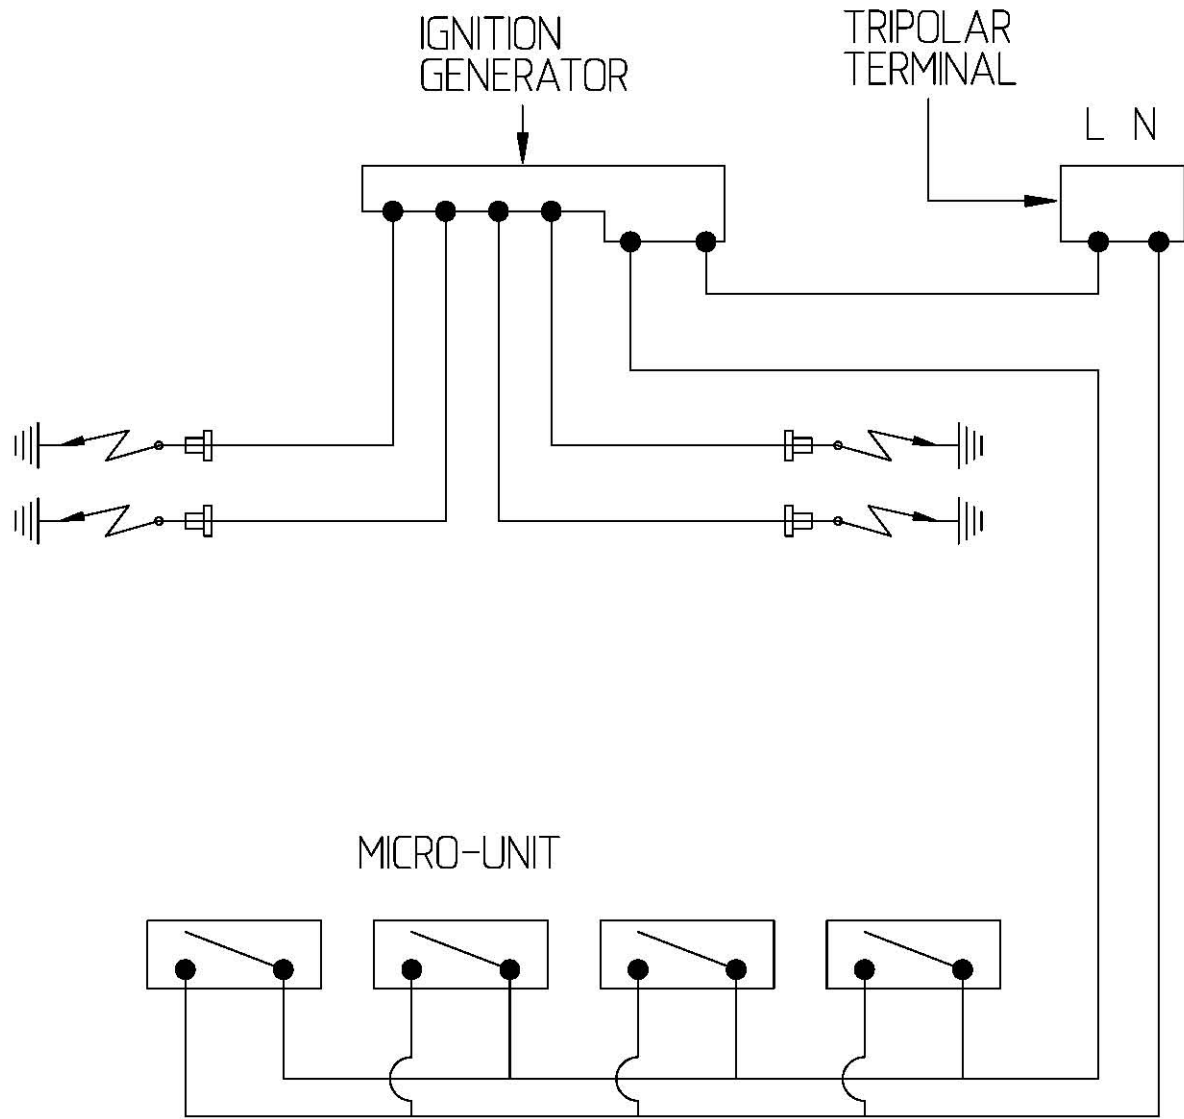 IGNITION
GENERATOR
TRIPOLAR
TERMINAL
L N
MICRO-UNIT